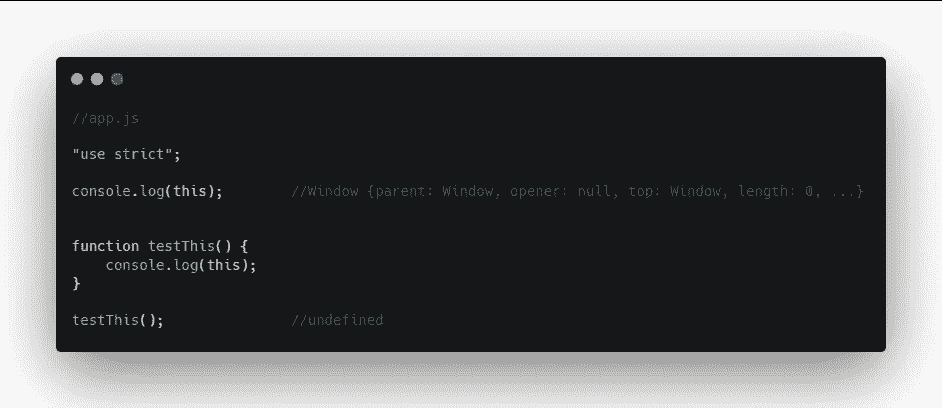 //app.js
"use strict";
console.log(this);          //Window {parent: Window, opener: null, top: Window, length: 0, ...}
function testThis() {
    console.log(this);
}
testThis();                 //undefined